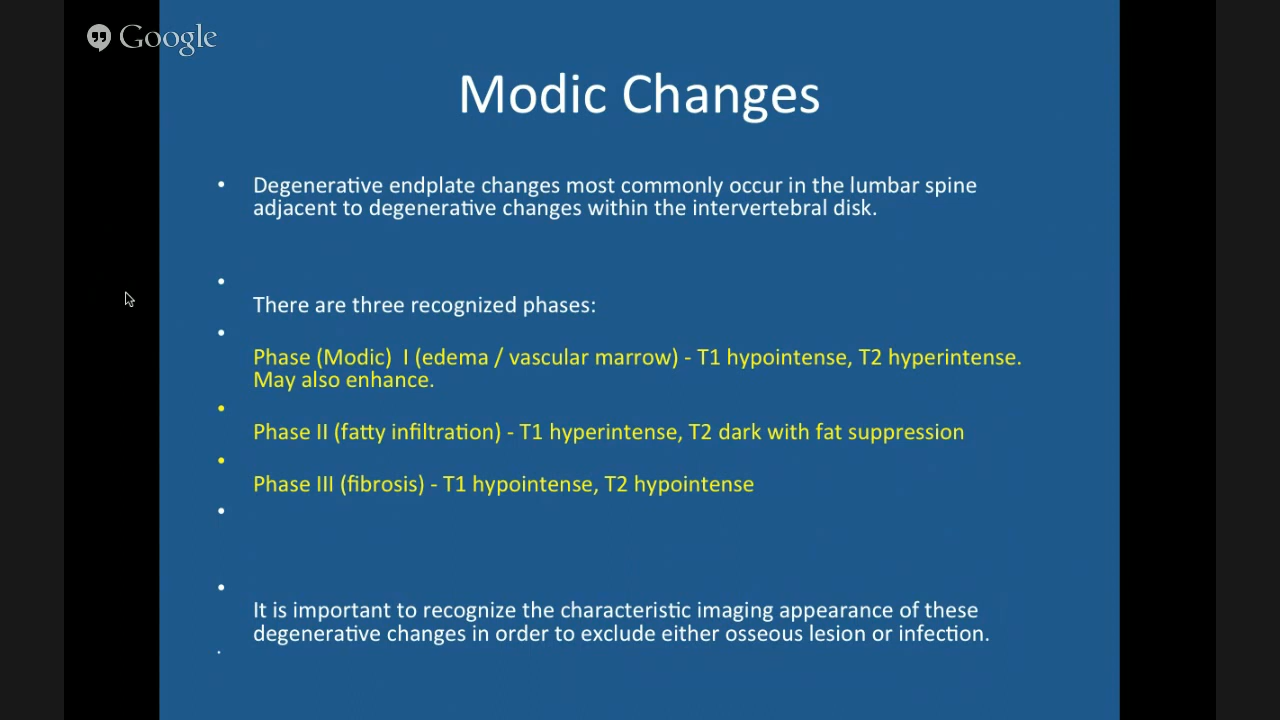 Google
Modic Changes
• Degenerative endplate changes most commonly occur in the lumbar spine
adjacent to degenerative changes within the intervertebral disk.
•
There are three recognized phases:
•
Phase (Modic)  I (edema / vascular marrow) - T1 hypointense, T2 hyperintense.
May also enhance.
•
Phase II (fatty infiltration) - T1 hyperintense, T2 dark with fat suppression
•
Phase III (fibrosis) - T1 hypointense, T2 hypointense
•
•
It is important to recognize the characteristic imaging appearance of these
degenerative changes in order to exclude either osseous lesion or infection.
•